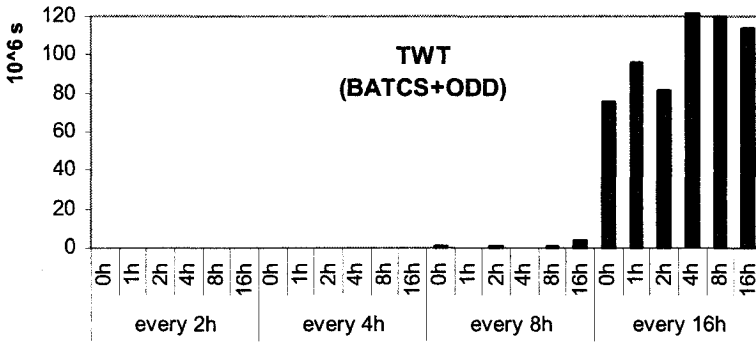 10^6 s
120
100
80
60
40
20
0
TWT
(BATCS+ODD)
0h 1h 2h 4h 8h 16h 0h 1h 2h 4h 8h 16h 0h 1h 2h 4h 8h 16h 0h 1h 2h 4h 8h 16h
every 2h every 4h every 8h every 16h